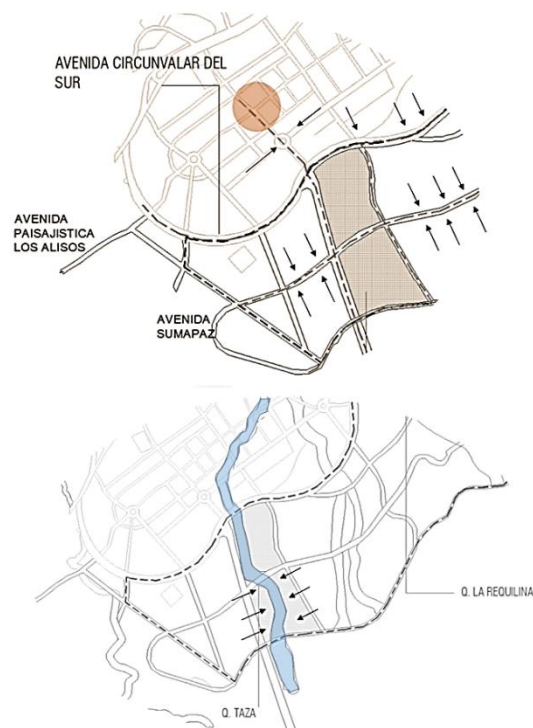 AVENIDA CIRCUNVALAR DEL
SUR
AVENIDA
PAISAJISTICA
LOS ALISOS
AVENIDA
SUMAPAZ
Q. LA REQUILINA
Q. TAZA